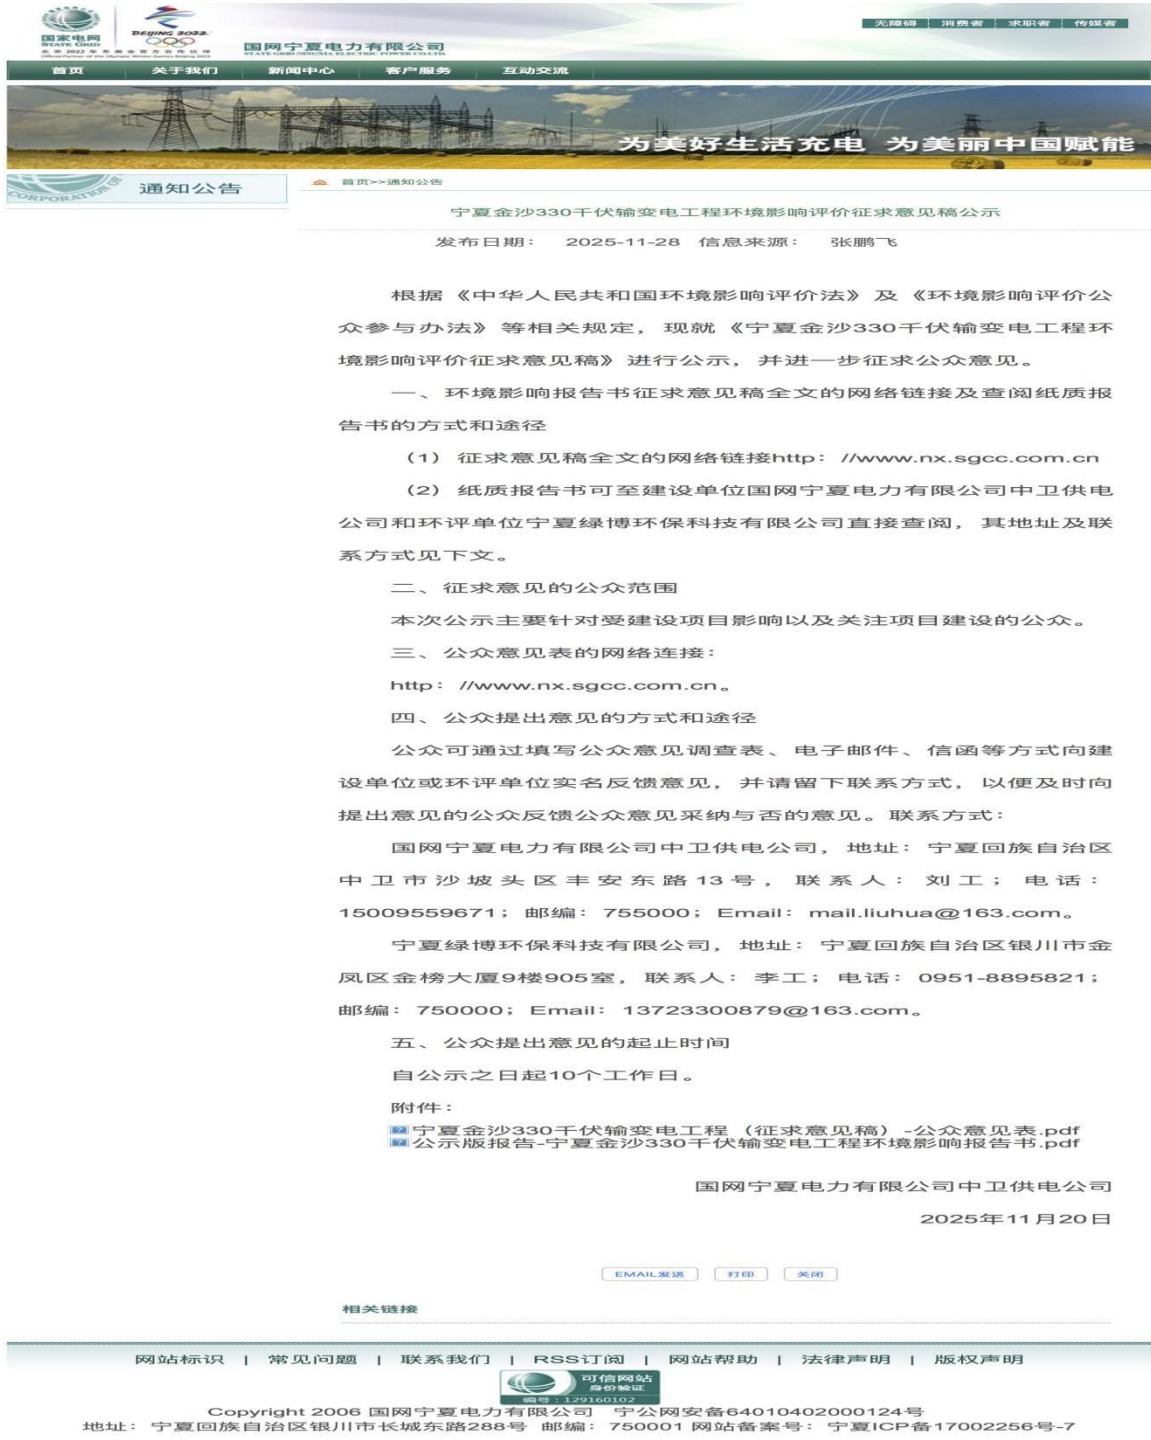 国家电网
STATE GRID
BEIJING 2022
北京2022年冬奥会官方合作伙伴
Official Partner of the Olympic Winter Games Beijing 2022
国网宁夏电力有限公司
STATE GRID NINGXIA ELECTRIC POWER CO.LTD.
无障碍 消费者 求职者 传媒者
首页 关于我们 新闻中心 客户服务 互动交流
为美好生活充电 为美丽中国赋能
CORPORATION OF
通知公告
首页>>通知公告
宁夏金沙330千伏输变电工程环境影响评价征求意见稿公示
发布日期： 2025-11-28 信息来源： 张鹏飞
根据《中华人民共和国环境影响评价法》及《环境影响评价公
众参与办法》等相关规定，现就《宁夏金沙330千伏输变电工程环
境影响评价征求意见稿》进行公示，并进一步征求公众意见。
一、环境影响报告书征求意见稿全文的网络链接及查阅纸质报
告书的方式和途径
（1）征求意见稿全文的网络链接http：//www.nx.sgcc.com.cn
（2）纸质报告书可至建设单位国网宁夏电力有限公司中卫供电
公司和环评单位宁夏绿博环保科技有限公司直接查阅，其地址及联
系方式见下文。
二、征求意见的公众范围
本次公示主要针对受建设项目影响以及关注项目建设的公众。
三、公众意见表的网络连接：
http：//www.nx.sgcc.com.cn。
四、公众提出意见的方式和途径
公众可通过填写公众意见调查表、电子邮件、信函等方式向建
设单位或环评单位实名反馈意见，并请留下联系方式，以便及时向
提出意见的公众反馈公众意见采纳与否的意见。联系方式：
国网宁夏电力有限公司中卫供电公司，地址：宁夏回族自治区
中卫市沙坡头区丰安东路13号，联系人：刘工；电话：
15009559671；邮编：755000；Email：mail.liuhua@163.com。
宁夏绿博环保科技有限公司，地址：宁夏回族自治区银川市金
凤区金榜大厦9楼905室，联系人：李工；电话：0951-8895821；
邮编：750000；Email：13723300879@163.com。
五、公众提出意见的起止时间
自公示之日起10个工作日。
附件：
宁夏金沙330千伏输变电工程（征求意见稿）-公众意见表.pdf
公示版报告-宁夏金沙330千伏输变电工程环境影响报告书.pdf
国网宁夏电力有限公司中卫供电公司
2025年11月20日
EMAIL发送 打印 关闭
相关链接
网站标识 | 常见问题 | 联系我们 | RSS订阅 | 网站帮助 | 法律声明 | 版权声明
可信网站
身份验证
编号：129160102
Copyright 2006 国网宁夏电力有限公司 宁公网安备64010402000124号
地址：宁夏回族自治区银川市长城东路288号 邮编：750001 网站备案号：宁夏ICP备17002256号-7